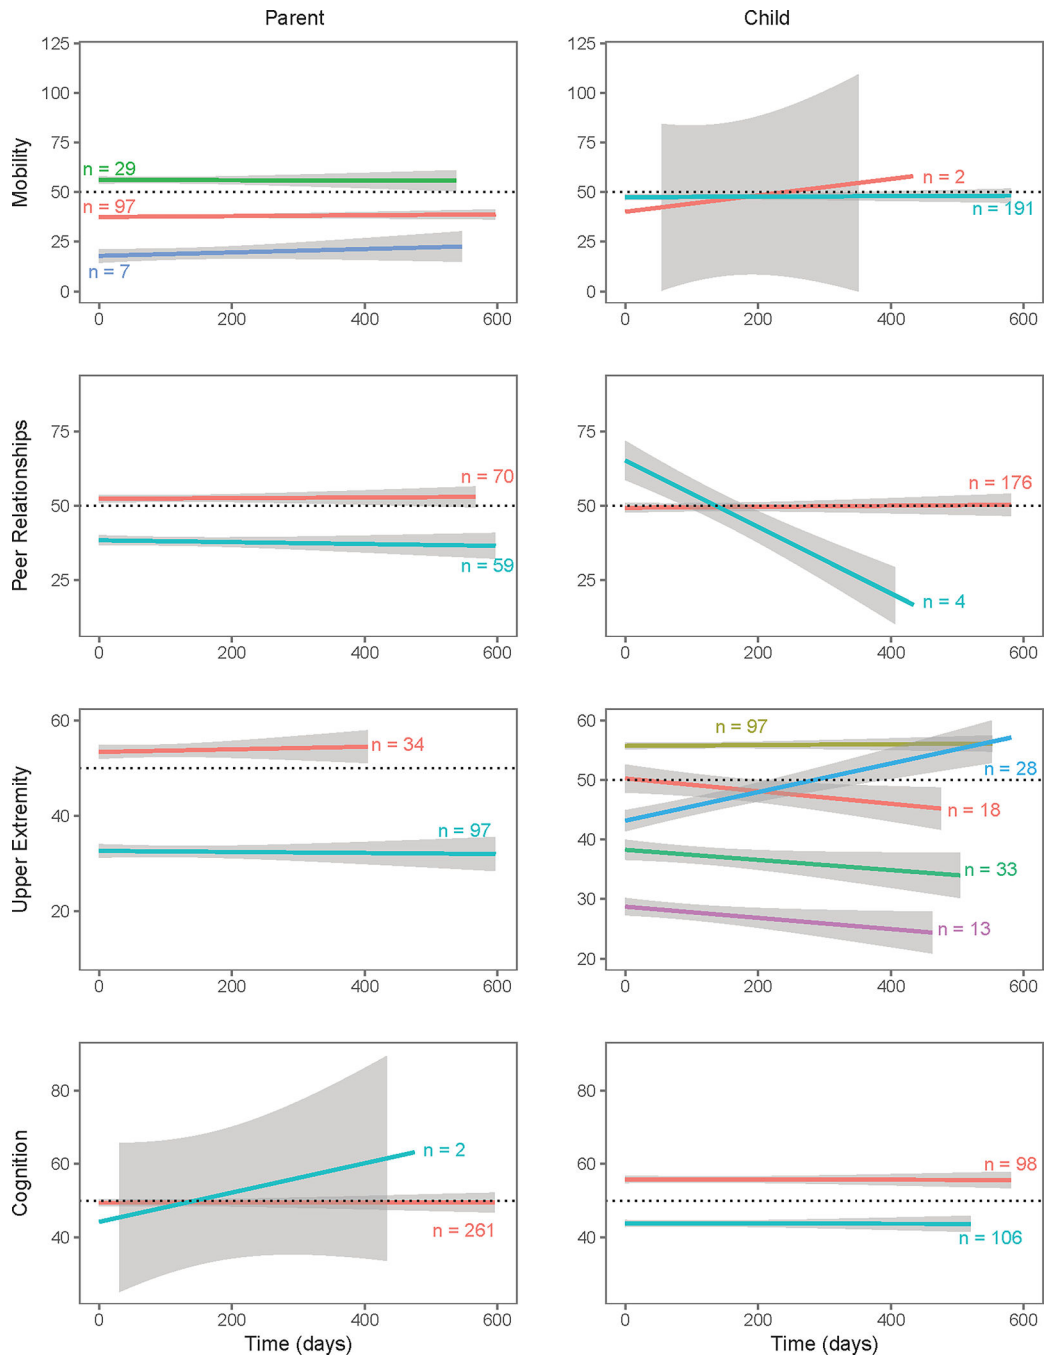 Parent
Child
Mobility
125
100
75
50
25
0
n = 29
n = 97
n = 7
0
200
400
600
125
100
75
50
25
0
n = 2
n = 191
0
200
400
600
Peer Relationships
75
50
25
n = 70
n = 59
0
200
400
600
75
50
25
n = 176
n = 4
0
200
400
600
Upper Extremity
60
40
20
n = 34
n = 97
0
200
400
600
60
50
40
30
20
n = 97
n = 28
n = 18
n = 33
n = 13
0
200
400
600
Cognition
80
60
40
n = 2
n = 261
0
200
400
600
Time (days)
80
60
40
n = 98
n = 106
0
200
400
600
Time (days)